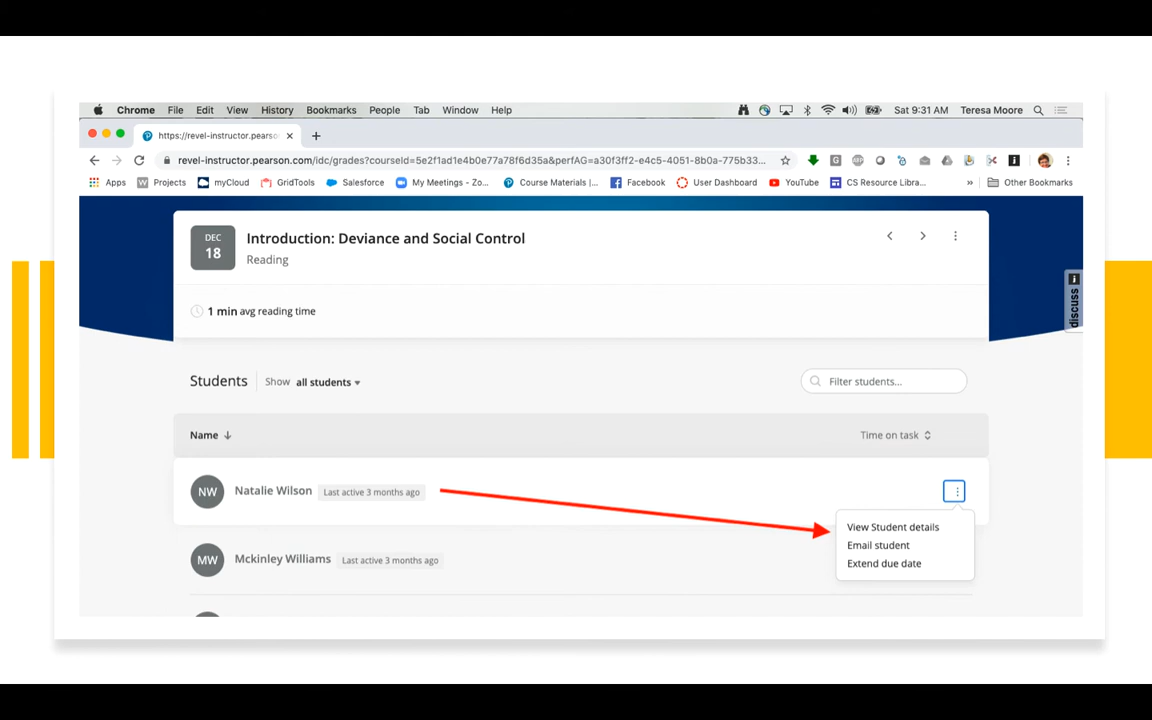 Chrome File Edit View History Bookmarks People Tab Window Help Sat 9:31 AM Teresa Moore
https://revel-instructor.pearso
revel-instructor.pearson.com/idc/grades?courseId=5e2f1ad1e4b0e77a78f6d35a&perfAG=a30f3ff2-e4c5-4051-8b0a-775b33...
Apps Projects myCloud GridTools Salesforce My Meetings - Zo... Course Materials |... Facebook User Dashboard YouTube CS Resource Libra... » Other Bookmarks
DEC
18
Introduction: Deviance and Social Control
Reading
discuss
1 min avg reading time
Students Show all students Filter students...
Name Time on task
NW Natalie Wilson Last active 3 months ago
View Student details
Email student
Extend due date
MW Mckinley Williams Last active 3 months ago